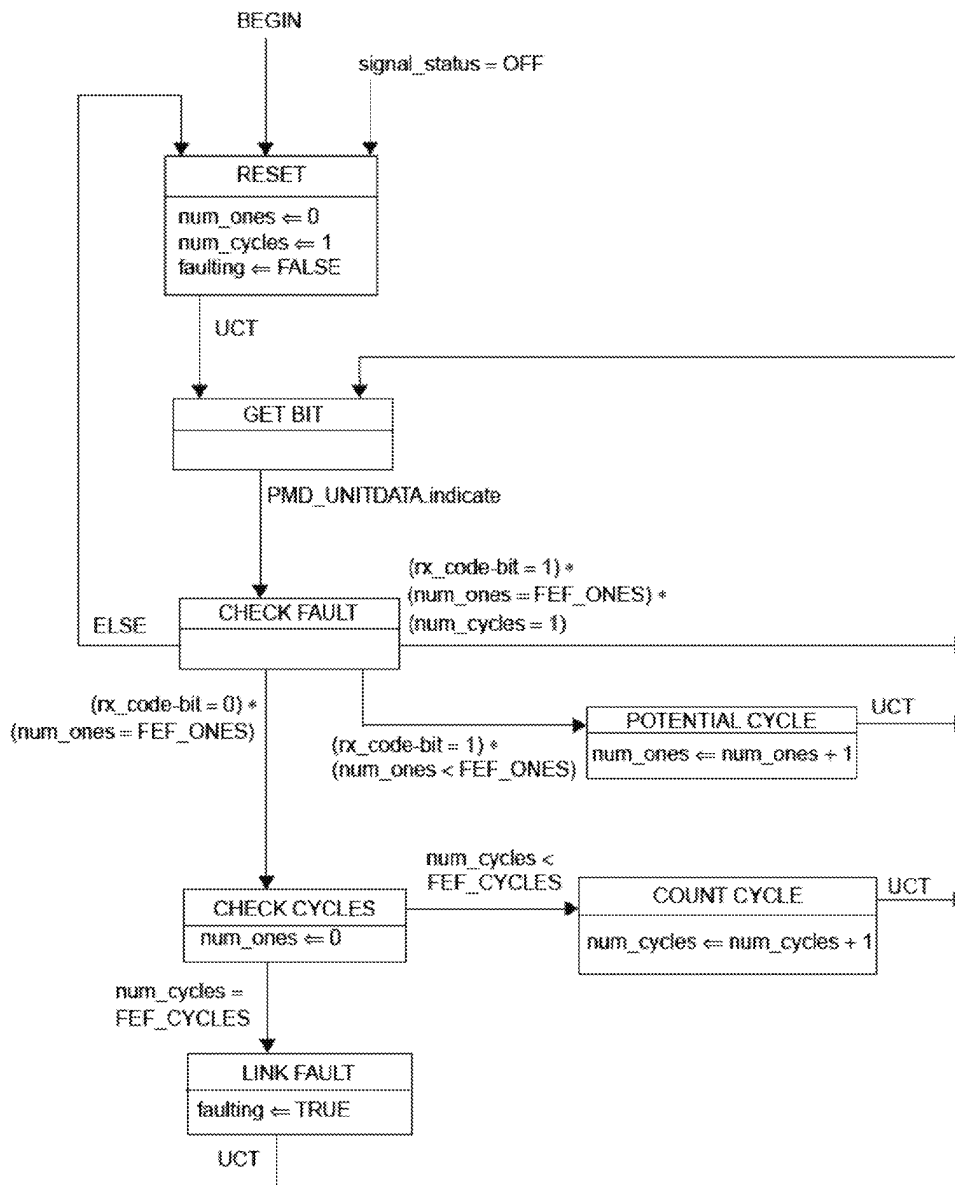 BEGIN
signal_status = OFF
RESET
num_ones ⇐ 0
num_cycles ⇐ 1
faulting ⇐ FALSE
UCT
GET BIT
PMD_UNITDATA.indicate
(rx_code-bit = 1) *
(num_ones = FEF_ONES) *
(num_cycles = 1)
CHECK FAULT
ELSE
(rx_code-bit = 0) *
(num_ones = FEF_ONES)
(rx_code-bit = 1) *
(num_ones < FEF_ONES)
POTENTIAL CYCLE
num_ones ⇐ num_ones + 1
UCT
num_cycles <
FEF_CYCLES
CHECK CYCLES
num_ones ⇐ 0
COUNT CYCLE
num_cycles ⇐ num_cycles + 1
UCT
num_cycles =
FEF_CYCLES
LINK FAULT
faulting ⇐ TRUE
UCT